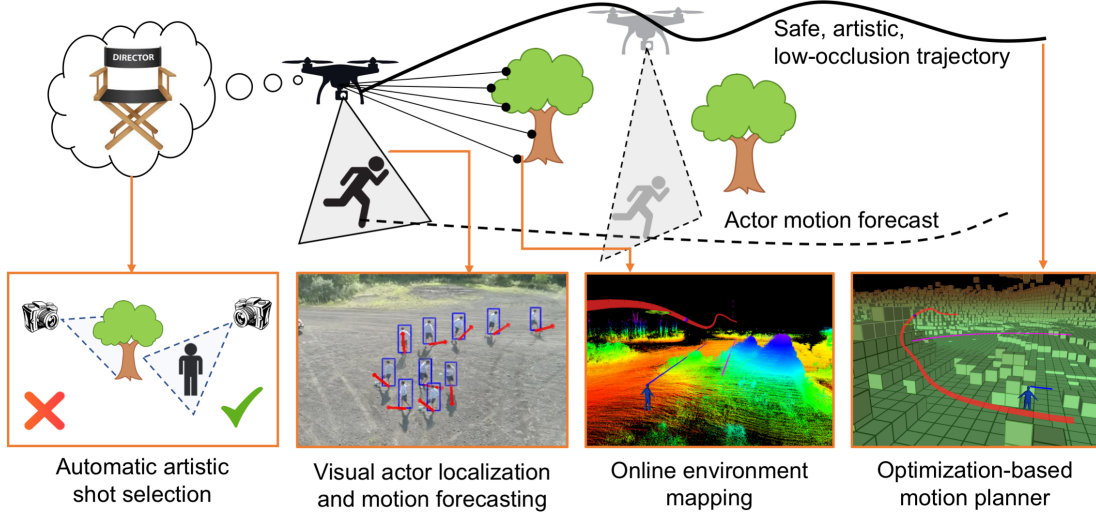 DIRECTOR
Safe, artistic,
low-occlusion trajectory
Actor motion forecast
Automatic artistic
shot selection
Visual actor localization
and motion forecasting
Online environment
mapping
Optimization-based
motion planner